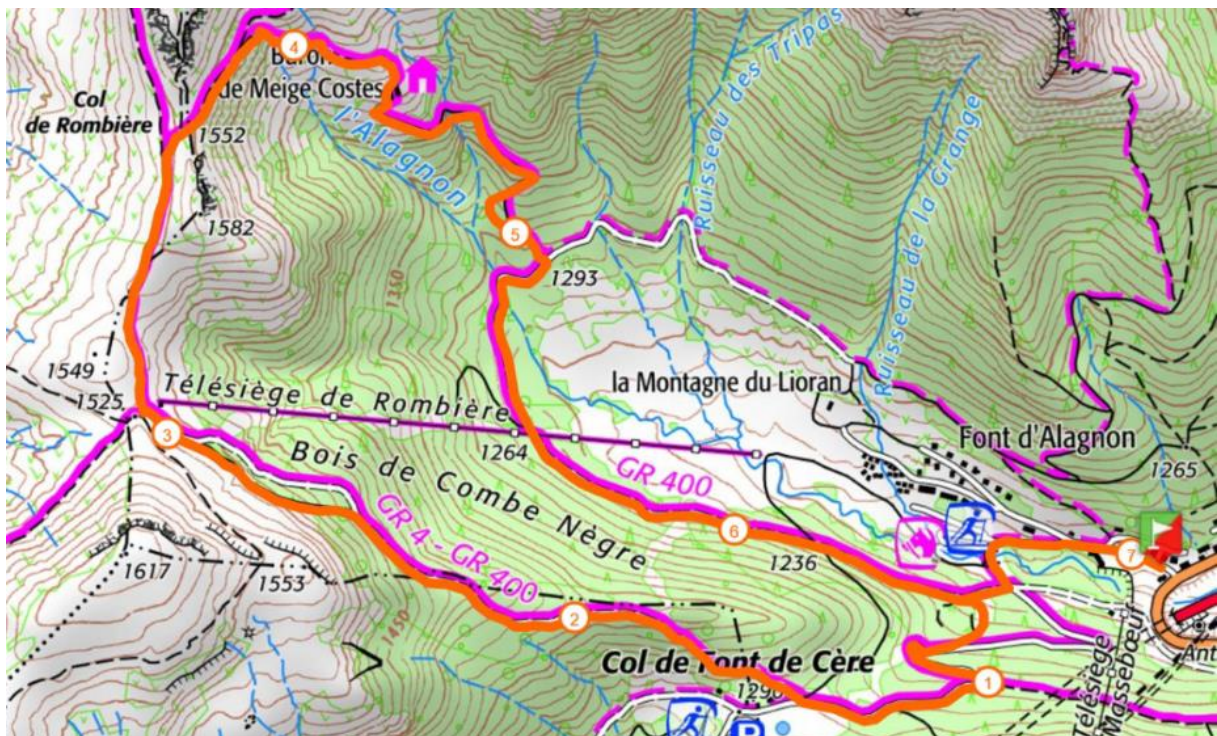 4
Buron
de Meige Costes
Col
de Rombière
1552
l'Alagnon
Ruisseau des Tripas
Ruisseau de la Grange
1582
5
1293
1350
1549
Télésiège de Rombière
la Montagne du Lioran
1525
3
1264
Font d'Alagnon
1265
Bois de Combe Nègre
GR 400
GR 4 - GR 400
6
1236
7
1617
1553
2
1450
Col de Font de Cère
1
Télésiège
Massebœuf
Ant
P